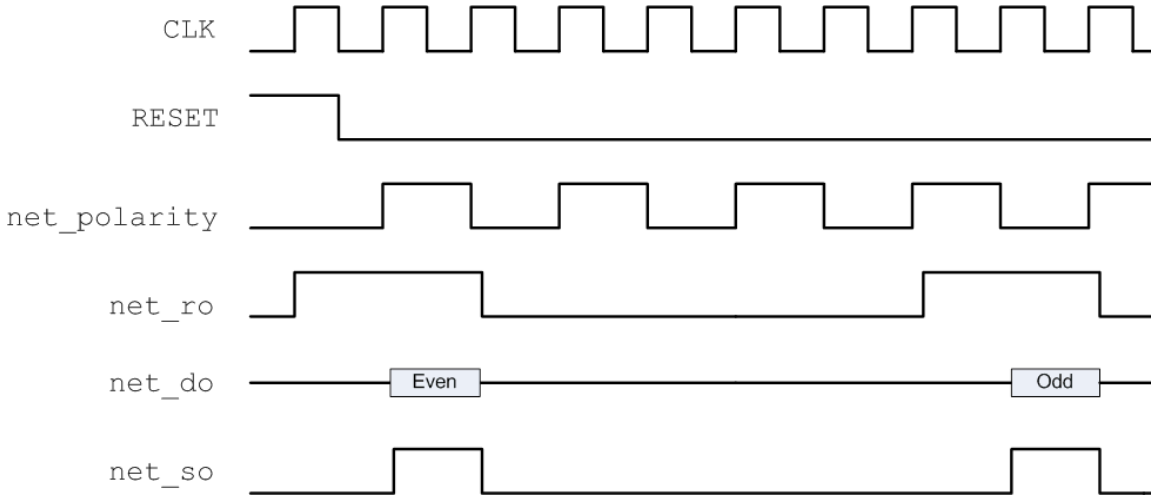 CLK
RESET
net_polarity
net_ro
net_do Even Odd
net_so